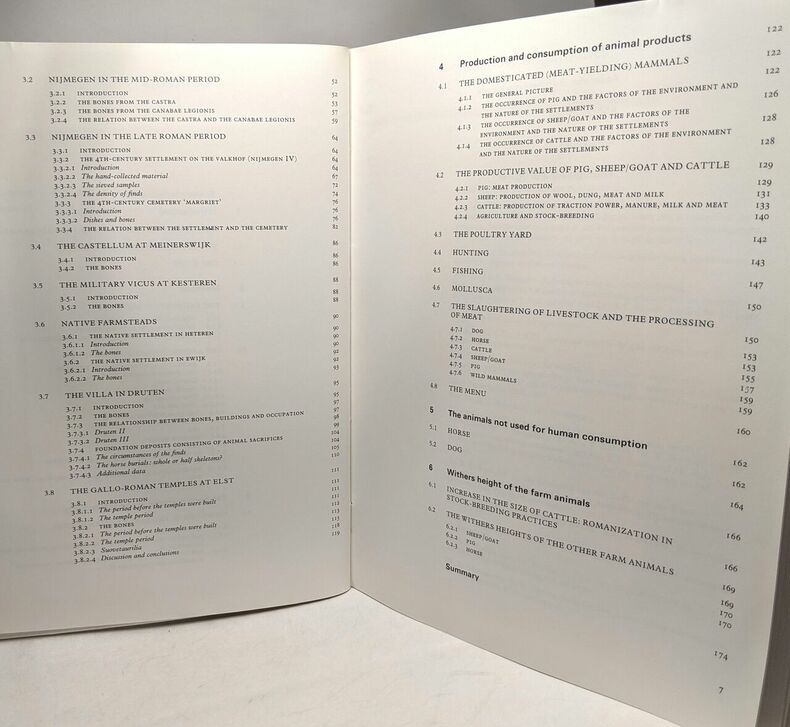 3.2 NIJMEGEN IN THE MID-ROMAN PERIOD 52
3.2.1 INTRODUCTION 52
3.2.2 THE BONES FROM THE CASTRA 53
3.2.3 THE BONES FROM THE CANABAE LEGIONIS 57
3.2.4 THE RELATION BETWEEN THE CASTRA AND THE CANABAE LEGIONIS 59
3.3 NIJMEGEN IN THE LATE ROMAN PERIOD 64
3.3.1 INTRODUCTION 64
3.3.2 THE 4TH-CENTURY SETTLEMENT ON THE VALKHOF (NIJMEGEN IV) 64
3.3.2.1 Introduction 64
3.3.2.2 The hand-collected material 67
3.3.2.3 The sieved samples 72
3.3.2.4 The density of finds
3.3.3 THE 4TH-CENTURY CEMETERY 'MARGRIET' 76
3.3.3.1 Introduction 76
3.3.3.2 Dishes and bones 76
3.3.4 THE RELATION BETWEEN THE SETTLEMENT AND THE CEMETERY 82
3.4 THE CASTELLUM AT MEINERSWIJK 86
3.4.1 INTRODUCTION 86
3.4.2 THE BONES 86
3.5 THE MILITARY VICUS AT KESTEREN 88
3.5.1 INTRODUCTION 88
3.5.2 THE BONES 88
3.6 NATIVE FARMSTEADS 90
3.6.1 THE NATIVE SETTLEMENT IN HETEREN 90
3.6.1.1 Introduction 90
3.6.1.2 The bones
3.6.2 THE NATIVE SETTLEMENT IN EWIJK 92
3.6.2.1 Introduction
3.6.2.2 The bones 93
3.7 THE VILLA IN DRUTEN 95
3.7.1 INTRODUCTION 95
3.7.2 THE BONES 97
3.7.3 THE RELATIONSHIP BETWEEN BONES, BUILDINGS AND OCCUPATION 97
3.7.3.1 Druten II 98
3.7.3.2 Druten III 99
3.7.4 FOUNDATION DEPOSITS CONSISTING OF ANIMAL SACRIFICES 104
3.7.4.1 The circumstances of the finds 104
3.7.4.2 The horse burials: whole or half skeletons? 105
3.7.4.3 Additional data 110
3.8 THE GALLO-ROMAN TEMPLES AT ELST 111
3.8.1 INTRODUCTION 111
3.8.1.1 The period before the temples were built 111
3.8.1.2 The temple period 112
3.8.2 THE BONES 113
3.8.2.1 The period before the temples were built
3.8.2.2 The temple period 113
3.8.2.3 Suovetaurilia 118
3.8.2.4 Discussion and conclusions 119
4 Production and consumption of animal products 122
4.1 THE DOMESTICATED (MEAT-YIELDING) MAMMALS 122
4.1.1 THE GENERAL PICTURE 122
4.1.2 THE OCCURRENCE OF PIG AND THE FACTORS OF THE ENVIRONMENT AND
THE NATURE OF THE SETTLEMENTS 126
4.1.3 THE OCCURRENCE OF SHEEP/GOAT AND THE FACTORS OF THE
ENVIRONMENT AND THE NATURE OF THE SETTLEMENTS 128
4.1.4 THE OCCURRENCE OF CATTLE AND THE FACTORS OF THE ENVIRONMENT
AND THE NATURE OF THE SETTLEMENTS 128
4.2 THE PRODUCTIVE VALUE OF PIG, SHEEP/GOAT AND CATTLE 129
4.2.1 PIG: MEAT PRODUCTION 129
4.2.2 SHEEP: PRODUCTION OF WOOL, DUNG, MEAT AND MILK 131
4.2.3 CATTLE: PRODUCTION OF TRACTION POWER, MANURE, MILK AND MEAT 133
4.2.4 AGRICULTURE AND STOCK-BREEDING 140
4.3 THE POULTRY YARD 142
4.4 HUNTING 143
4.5 FISHING 147
4.6 MOLLUSCA 150
4.7 THE SLAUGHTERING OF LIVESTOCK AND THE PROCESSING
OF MEAT 150
4.7.1 DOG 153
4.7.2 HORSE 153
4.7.3 CATTLE 155
4.7.4 SHEEP/GOAT 157
4.7.5 PIG 159
4.7.6 WILD MAMMALS 159
4.8 THE MENU 160
5 The animals not used for human consumption 162
5.1 HORSE 162
5.2 DOG 164
6 Withers height of the farm animals 166
6.1 INCREASE IN THE SIZE OF CATTLE: ROMANIZATION IN
STOCK-BREEDING PRACTICES 166
6.2 THE WITHERS HEIGHTS OF THE OTHER FARM ANIMALS 169
6.2.1 SHEEP/GOAT 169
6.2.2 PIG 170
6.2.3 HORSE 170
Summary 174
7